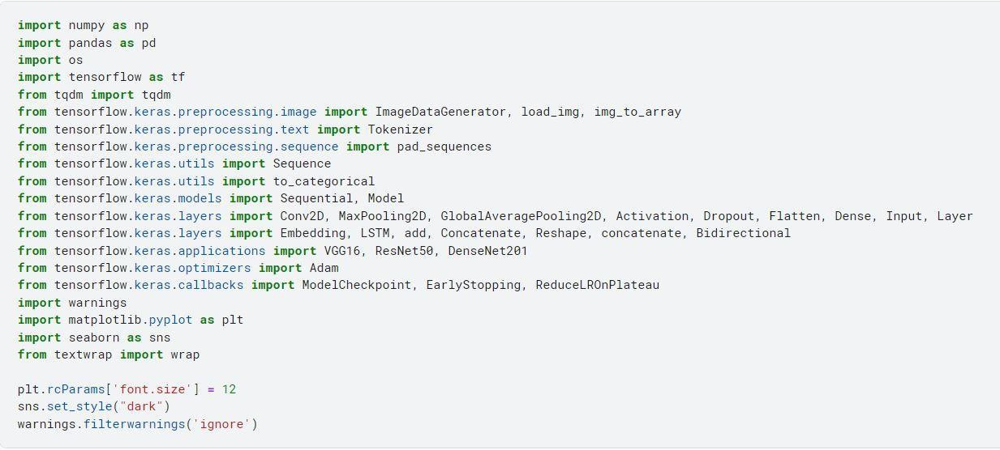 import numpy as np
import pandas as pd
import os
import tensorflow as tf
from tqdm import tqdm
from tensorflow.keras.preprocessing.image import ImageDataGenerator, load_img, img_to_array
from tensorflow.keras.preprocessing.text import Tokenizer
from tensorflow.keras.preprocessing.sequence import pad_sequences
from tensorflow.keras.utils import Sequence
from tensorflow.keras.utils import to_categorical
from tensorflow.keras.models import Sequential, Model
from tensorflow.keras.layers import Conv2D, MaxPooling2D, GlobalAveragePooling2D, Activation, Dropout, Flatten, Dense, Input, Layer
from tensorflow.keras.layers import Embedding, LSTM, add, Concatenate, Reshape, concatenate, Bidirectional
from tensorflow.keras.applications import VGG16, ResNet50, DenseNet201
from tensorflow.keras.optimizers import Adam
from tensorflow.keras.callbacks import ModelCheckpoint, EarlyStopping, ReduceLROnPlateau
import warnings
import matplotlib.pyplot as plt
import seaborn as sns
from textwrap import wrap

plt.rcParams['font.size'] = 12
sns.set_style("dark")
warnings.filterwarnings('ignore')